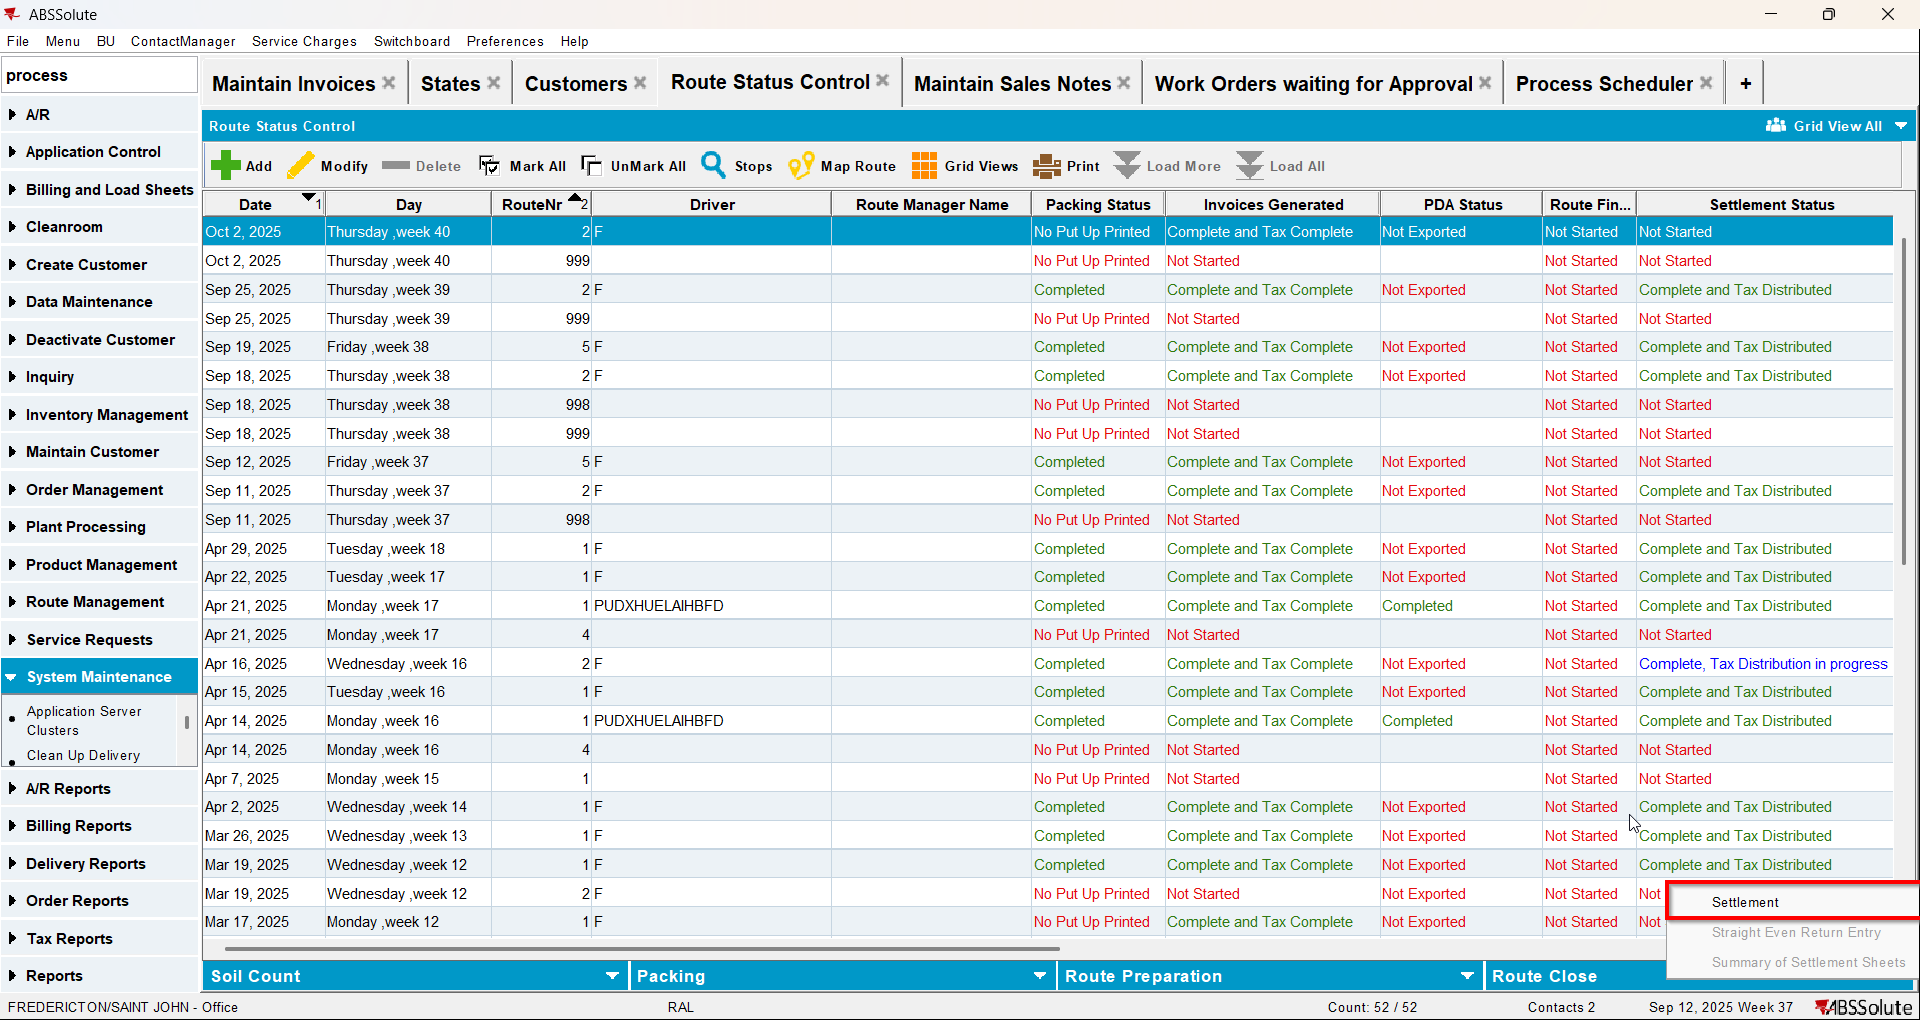 ABSSolute
File Menu BU ContactManager Service Charges Switchboard Preferences Help
process
Maintain Invoices States Customers Route Status Control Maintain Sales Notes Work Orders waiting for Approval Process Scheduler +
Route Status Control Grid View All
Add Modify Delete Mark All UnMark All Stops Map Route Grid Views Print Load More Load All
A/R
Application Control
Billing and Load Sheets
Cleanroom
Create Customer
Data Maintenance
Deactivate Customer
Inquiry
Inventory Management
Maintain Customer
Order Management
Plant Processing
Product Management
Route Management
Service Requests
System Maintenance
Application Server
Clusters
Clean Up Delivery
A/R Reports
Billing Reports
Delivery Reports
Order Reports
Tax Reports
Reports
Date 1 Day RouteNr 2 Driver Route Manager Name Packing Status Invoices Generated PDA Status Route Fin... Settlement Status
Oct 2, 2025 Thursday ,week 40 2 F No Put Up Printed Complete and Tax Complete Not Exported Not Started Not Started
Oct 2, 2025 Thursday ,week 40 999 No Put Up Printed Not Started Not Started Not Started
Sep 25, 2025 Thursday ,week 39 2 F Completed Complete and Tax Complete Not Exported Not Started Complete and Tax Distributed
Sep 25, 2025 Thursday ,week 39 999 No Put Up Printed Not Started Not Started Not Started
Sep 19, 2025 Friday ,week 38 5 F Completed Complete and Tax Complete Not Exported Not Started Complete and Tax Distributed
Sep 18, 2025 Thursday ,week 38 2 F Completed Complete and Tax Complete Not Exported Not Started Complete and Tax Distributed
Sep 18, 2025 Thursday ,week 38 998 No Put Up Printed Not Started Not Started Not Started
Sep 18, 2025 Thursday ,week 38 999 No Put Up Printed Not Started Not Started Not Started
Sep 12, 2025 Friday ,week 37 5 F Completed Complete and Tax Complete Not Exported Not Started Not Started
Sep 11, 2025 Thursday ,week 37 2 F Completed Complete and Tax Complete Not Exported Not Started Complete and Tax Distributed
Sep 11, 2025 Thursday ,week 37 998 No Put Up Printed Not Started Not Started Not Started
Apr 29, 2025 Tuesday ,week 18 1 F Completed Complete and Tax Complete Not Exported Not Started Complete and Tax Distributed
Apr 22, 2025 Tuesday ,week 17 1 F Completed Complete and Tax Complete Not Exported Not Started Complete and Tax Distributed
Apr 21, 2025 Monday ,week 17 1 PUDXHUELAIHBFD Completed Complete and Tax Complete Completed Not Started Complete and Tax Distributed
Apr 21, 2025 Monday ,week 17 4 No Put Up Printed Not Started Not Started Not Started
Apr 16, 2025 Wednesday ,week 16 2 F Completed Complete and Tax Complete Not Exported Not Started Complete, Tax Distribution in progress
Apr 15, 2025 Tuesday ,week 16 1 F Completed Complete and Tax Complete Not Exported Not Started Complete and Tax Distributed
Apr 14, 2025 Monday ,week 16 1 PUDXHUELAIHBFD Completed Complete and Tax Complete Completed Not Started Complete and Tax Distributed
Apr 14, 2025 Monday ,week 16 4 No Put Up Printed Not Started Not Started Not Started
Apr 7, 2025 Monday ,week 15 1 No Put Up Printed Not Started Not Started Not Started
Apr 2, 2025 Wednesday ,week 14 1 F Completed Complete and Tax Complete Not Exported Not Started Complete and Tax Distributed
Mar 26, 2025 Wednesday ,week 13 1 F Completed Complete and Tax Complete Not Exported Not Started Complete and Tax Distributed
Mar 19, 2025 Wednesday ,week 12 1 F Completed Complete and Tax Complete Not Exported Not Started Complete and Tax Distributed
Mar 19, 2025 Wednesday ,week 12 2 F No Put Up Printed Not Started Not Exported Not Started Not
Mar 17, 2025 Monday ,week 12 1 F No Put Up Printed Complete and Tax Complete Not Exported Not Started Not
Settlement
Straight Even Return Entry
Summary of Settlement Sheets
Soil Count Packing Route Preparation Route Close
FREDERICTON/SAINT JOHN - Office RAL Count: 52 / 52 Contacts 2 Sep 12, 2025 Week 37 ABSSolute